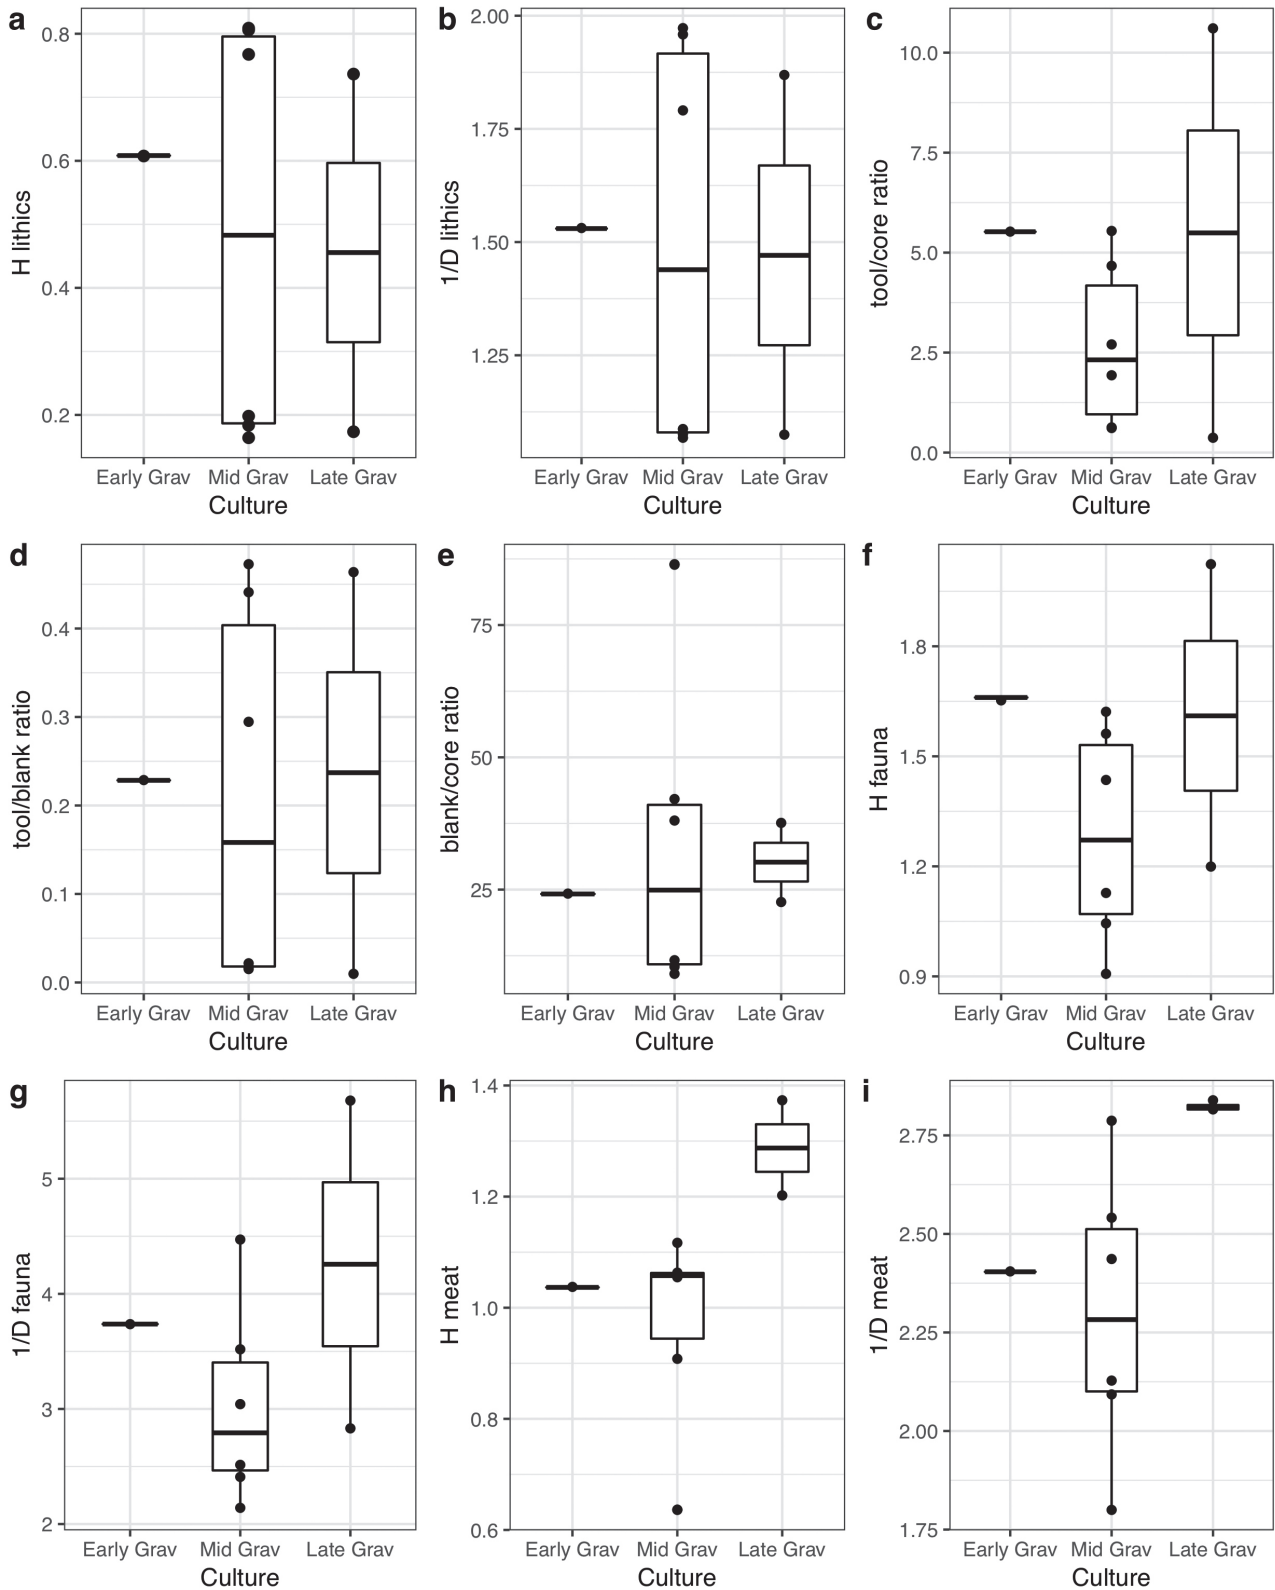 a
0.8
0.6
0.4
0.2
H lithics
Early Grav Mid Grav Late Grav
Culture
b
2.00
1.75
1.50
1.25
1/D lithics
Early Grav Mid Grav Late Grav
Culture
c
10.0
7.5
5.0
2.5
0.0
tool/core ratio
Early Grav Mid Grav Late Grav
Culture
d
0.4
0.3
0.2
0.1
0.0
tool/blank ratio
Early Grav Mid Grav Late Grav
Culture
e
75
50
25
blank/core ratio
Early Grav Mid Grav Late Grav
Culture
f
1.8
1.5
1.2
0.9
H fauna
Early Grav Mid Grav Late Grav
Culture
g
5
4
3
2
1/D fauna
Early Grav Mid Grav Late Grav
Culture
h
1.4
1.2
1.0
0.8
0.6
H meat
Early Grav Mid Grav Late Grav
Culture
i
2.75
2.50
2.25
2.00
1.75
1/D meat
Early Grav Mid Grav Late Grav
Culture